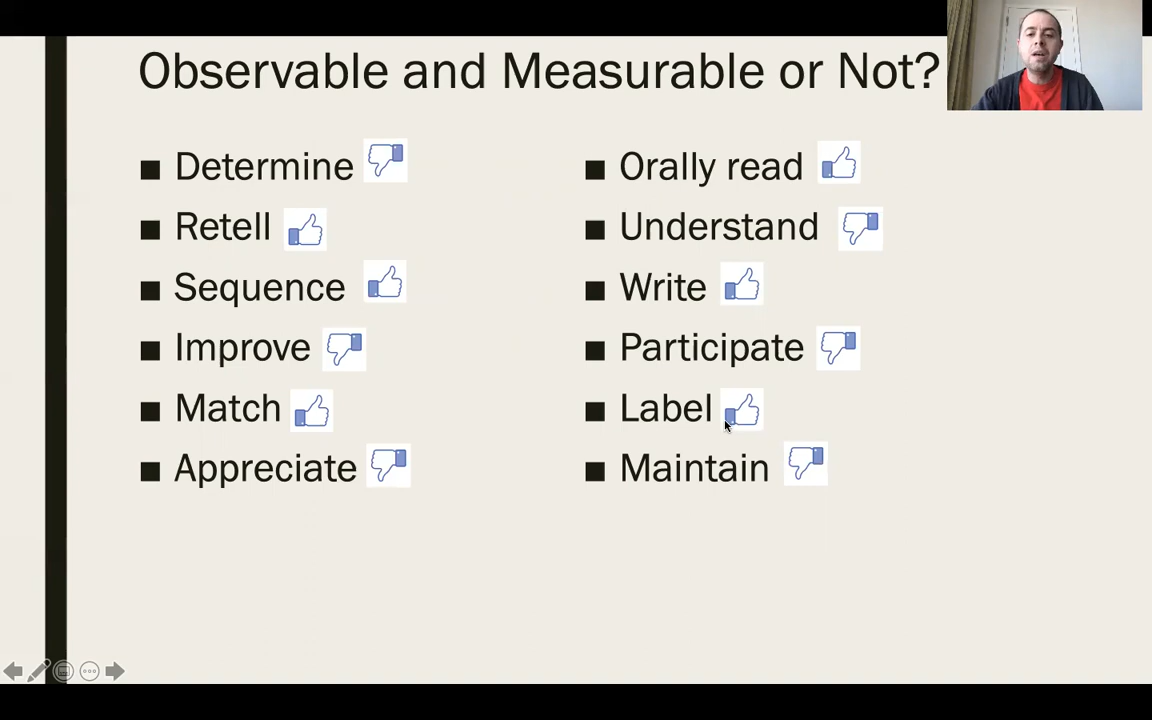 Observable and Measurable or Not?
Determine
Retell
Sequence
Improve
Match
Appreciate
Orally read
Understand
Write
Participate
Label
Maintain